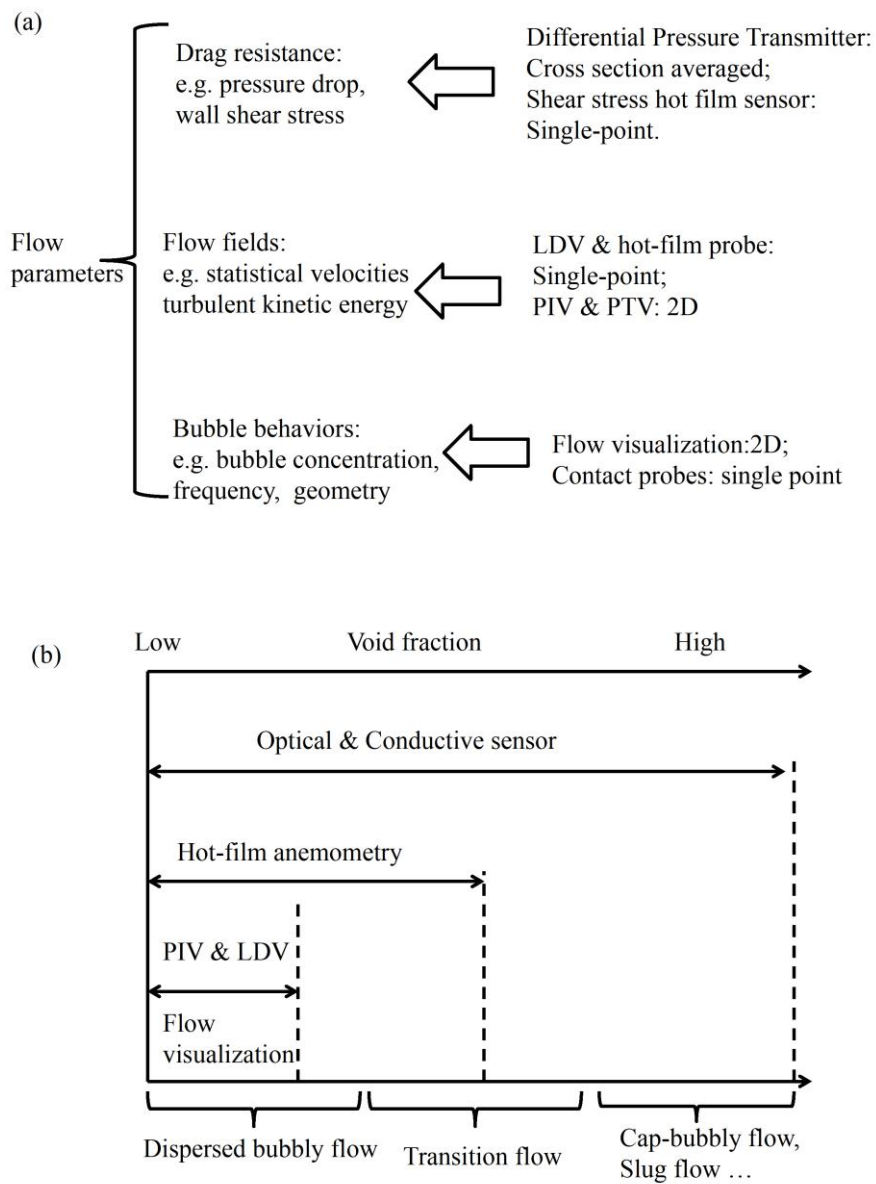 (a)
Drag resistance:
e.g. pressure drop,
wall shear stress
Differential Pressure Transmitter:
Cross section averaged;
Shear stress hot film sensor:
Single-point.
Flow
parameters
Flow fields:
e.g. statistical velocities
turbulent kinetic energy
LDV & hot-film probe:
Single-point;
PIV & PTV: 2D
Bubble behaviors:
e.g. bubble concentration,
frequency, geometry
Flow visualization:2D;
Contact probes: single point
(b)
Low Void fraction High
Optical & Conductive sensor
Hot-film anemometry
PIV & LDV
Flow
visualization
Dispersed bubbly flow
Transition flow
Cap-bubbly flow,
Slug flow ...